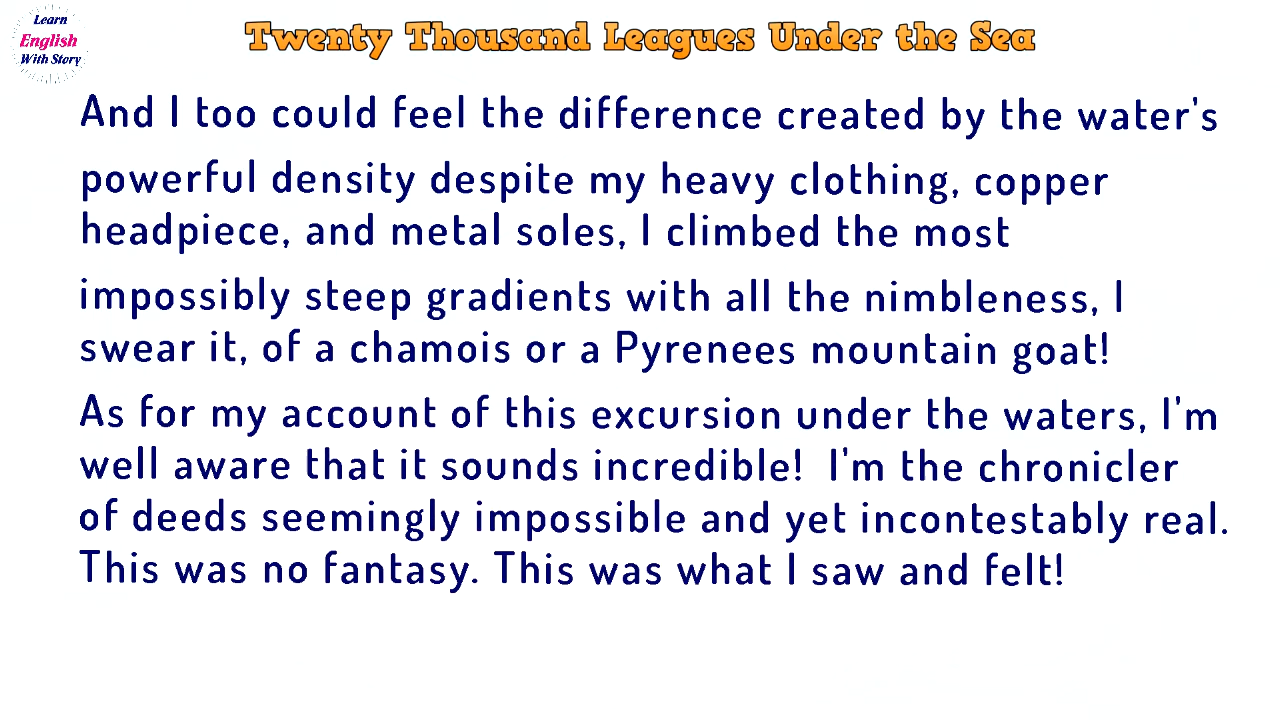 Learn
English
With Story
Twenty Thousand Leagues Under the Sea
And I too could feel the difference created by the water's
powerful density despite my heavy clothing, copper
headpiece, and metal soles, I climbed the most
impossibly steep gradients with all the nimbleness, I
swear it, of a chamois or a Pyrenees mountain goat!
As for my account of this excursion under the waters, I'm
well aware that it sounds incredible! I'm the chronicler
of deeds seemingly impossible and yet incontestably real.
This was no fantasy. This was what I saw and felt!